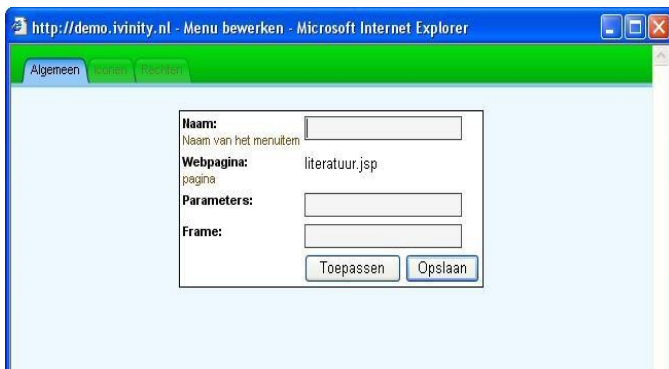 http://demo.ivinity.nl - Menu bewerken - Microsoft Internet Explorer
Algemeen Iconen Rechten
Naam:
Naam van het menuitem
Webpagina: literatuur.jsp
pagina
Parameters:
Frame:
Toepassen Opslaan